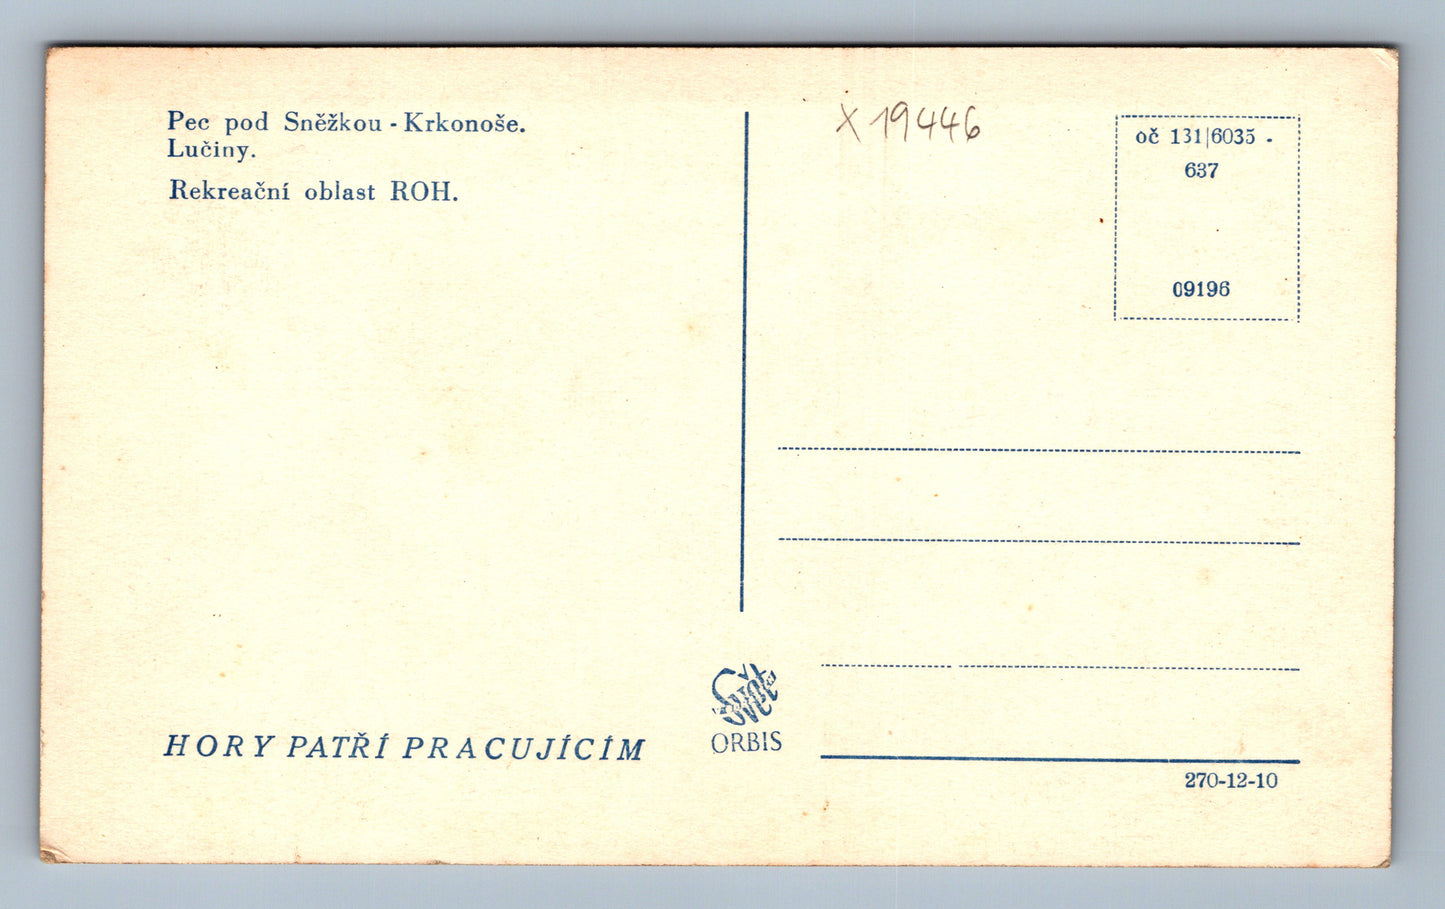 Pec pod Sněžkou - Krkonoše.
Lučiny.
Rekreační oblast ROH.
X 19446
oč 131|6035 -
637
09196
Svět
ORBIS
HORY PATŘÍ PRACUJÍCÍM
270-12-10